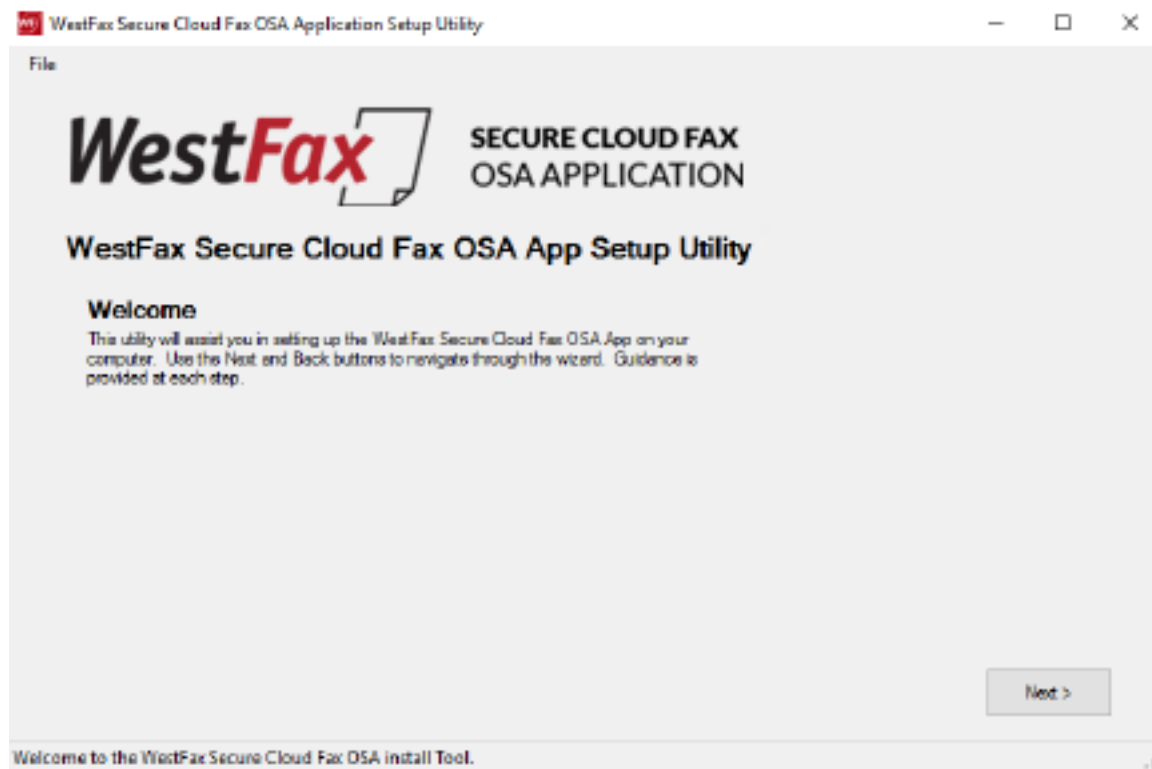 WestFax Secure Cloud Fax OSA Application Setup Utility
File
WestFax
SECURE CLOUD FAX
OSA APPLICATION
WestFax Secure Cloud Fax OSA App Setup Utility
Welcome
This utility will assist you in setting up the WestFax Secure Cloud Fax OSA App on your
computer. Use the Next and Back buttons to navigate through the wizard. Guidance is
provided at each step.
Next >
Welcome to the WestFax Secure Cloud Fax OSA install Tool.